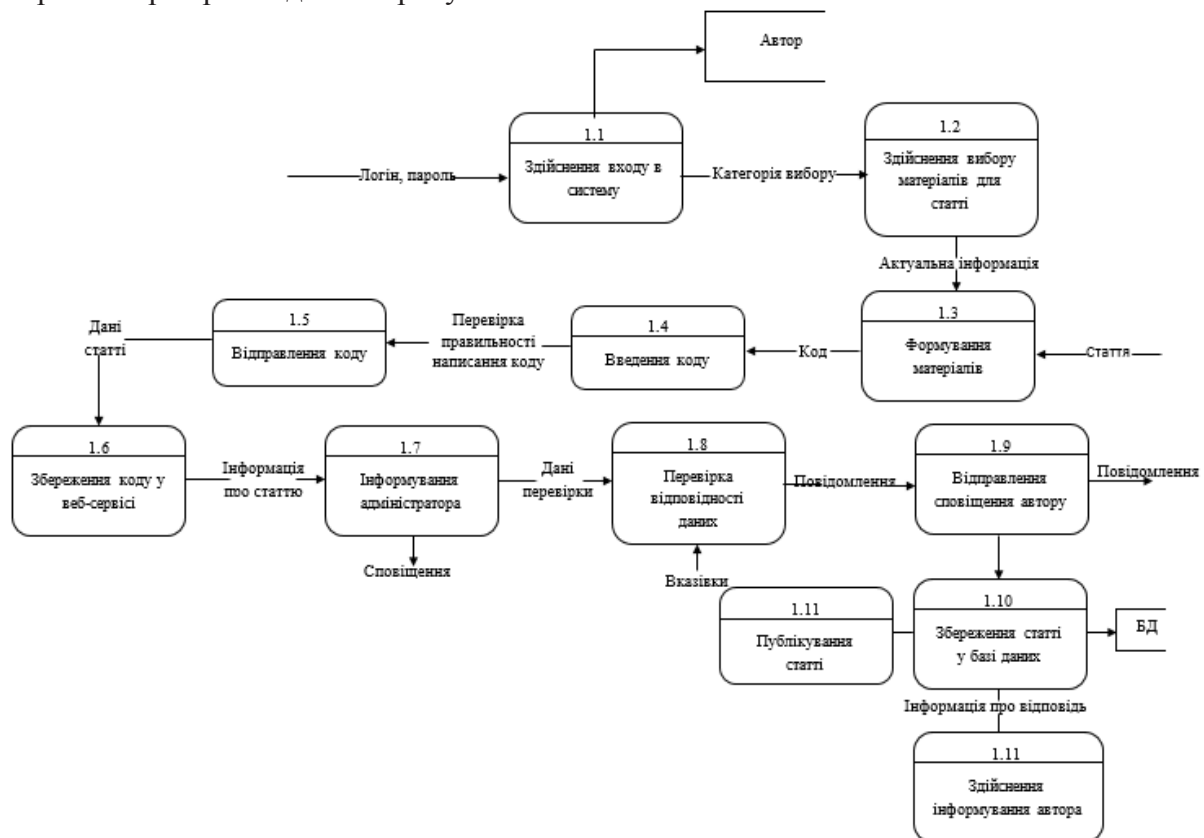 Автор
1.1
Здійснення входу в
систему
1.2
Здійснення вибору
матеріалів для
статті
Логін, пароль
Категорія вибору
Актуальна інформація
1.3
Формування
матеріалів
Стаття
Код
1.4
Введення коду
Перевірка
правильності
написання коду
1.5
Відправлення коду
Дані
статті
1.6
Збереження коду у
веб-сервісі
Інформація
про статтю
1.7
Інформування
адміністратора
Сповіщення
Дані
перевірки
1.8
Перевірка
відповідності
даних
Вказівки
Повідомлення
1.9
Відправлення
сповіщення автору
Повідомлення
1.10
Збереження статті
у базі даних
БД
1.11
Публікування
статті
Інформація про відповідь
1.11
Здійснення
інформування автора